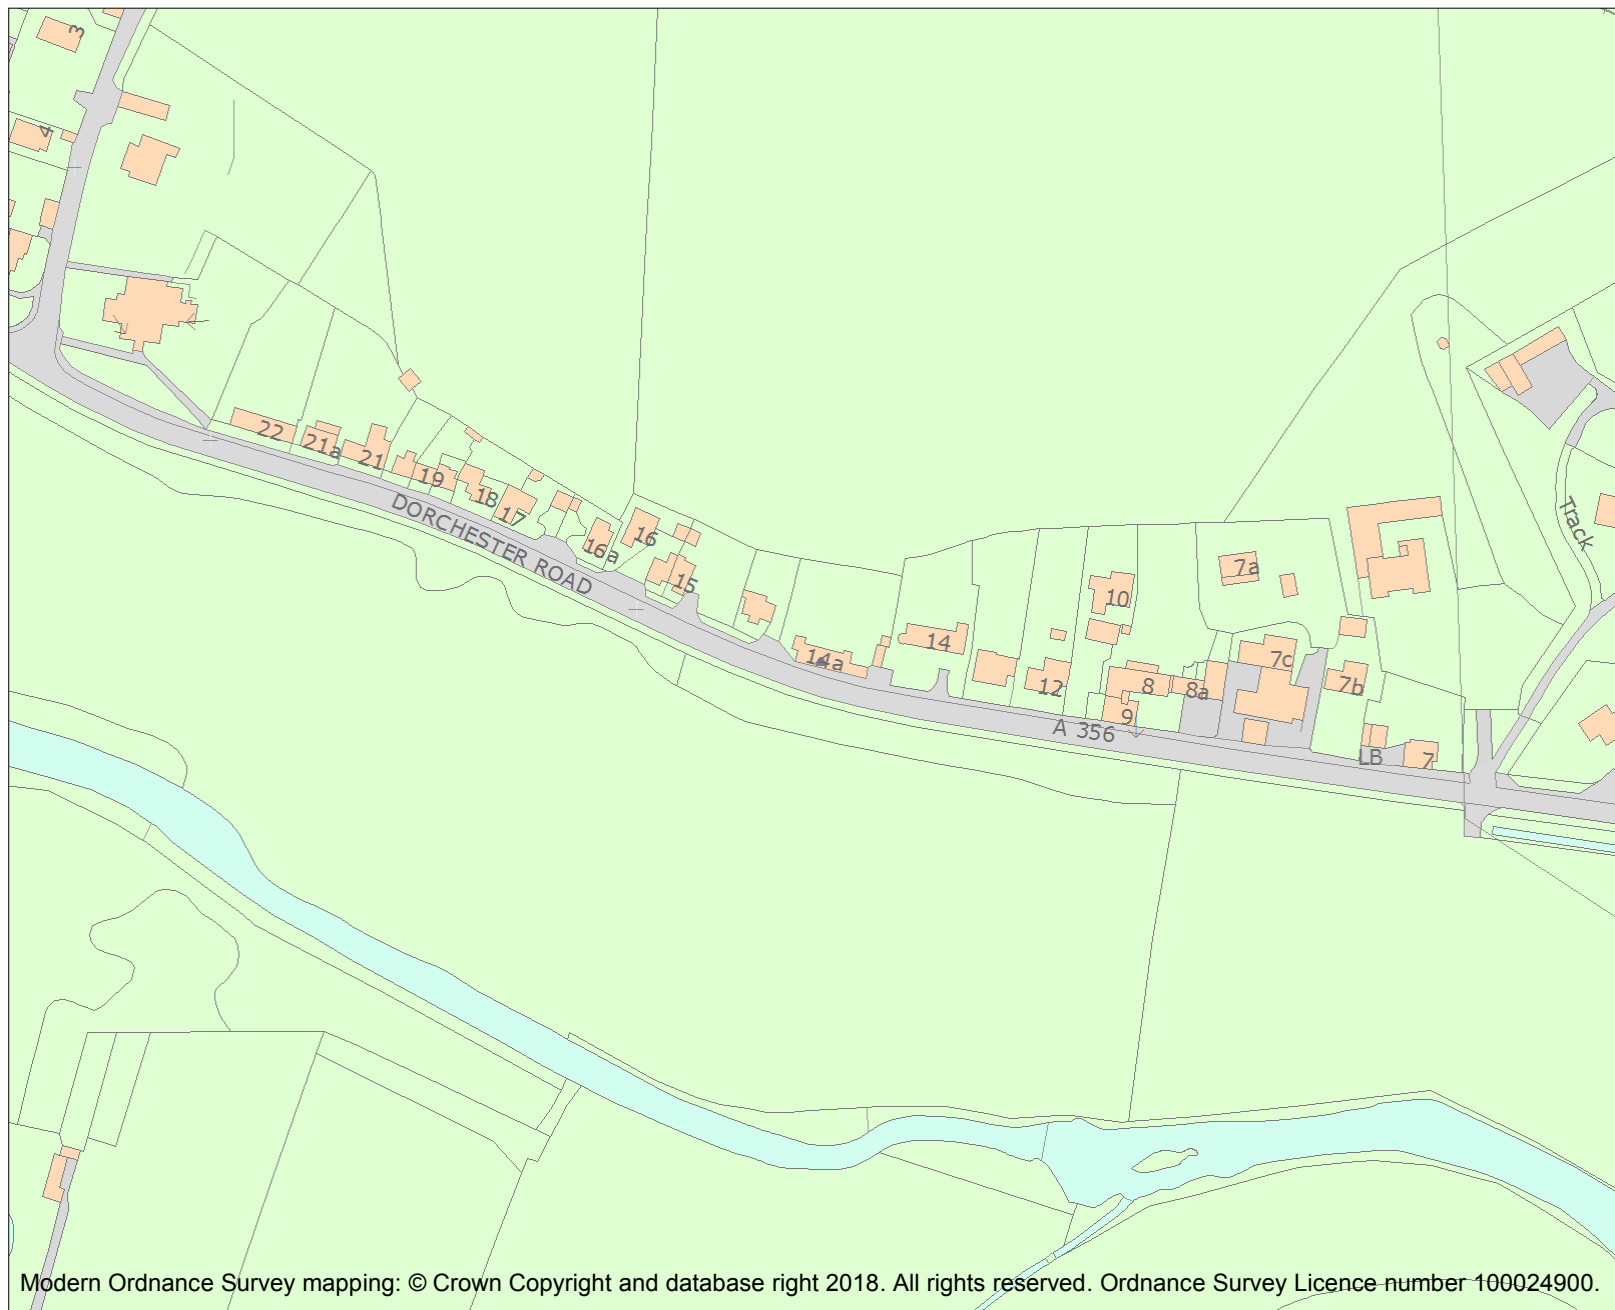 3
4
22
21a
21
19
18
17
16a
16
15
DORCHESTER ROAD
14a
14
12
10
9
8
8a
7a
7c
7b
7
LB
A 356
Track
Modern Ordnance Survey mapping: © Crown Copyright and database right 2018. All rights reserved. Ordnance Survey Licence number 100024900.